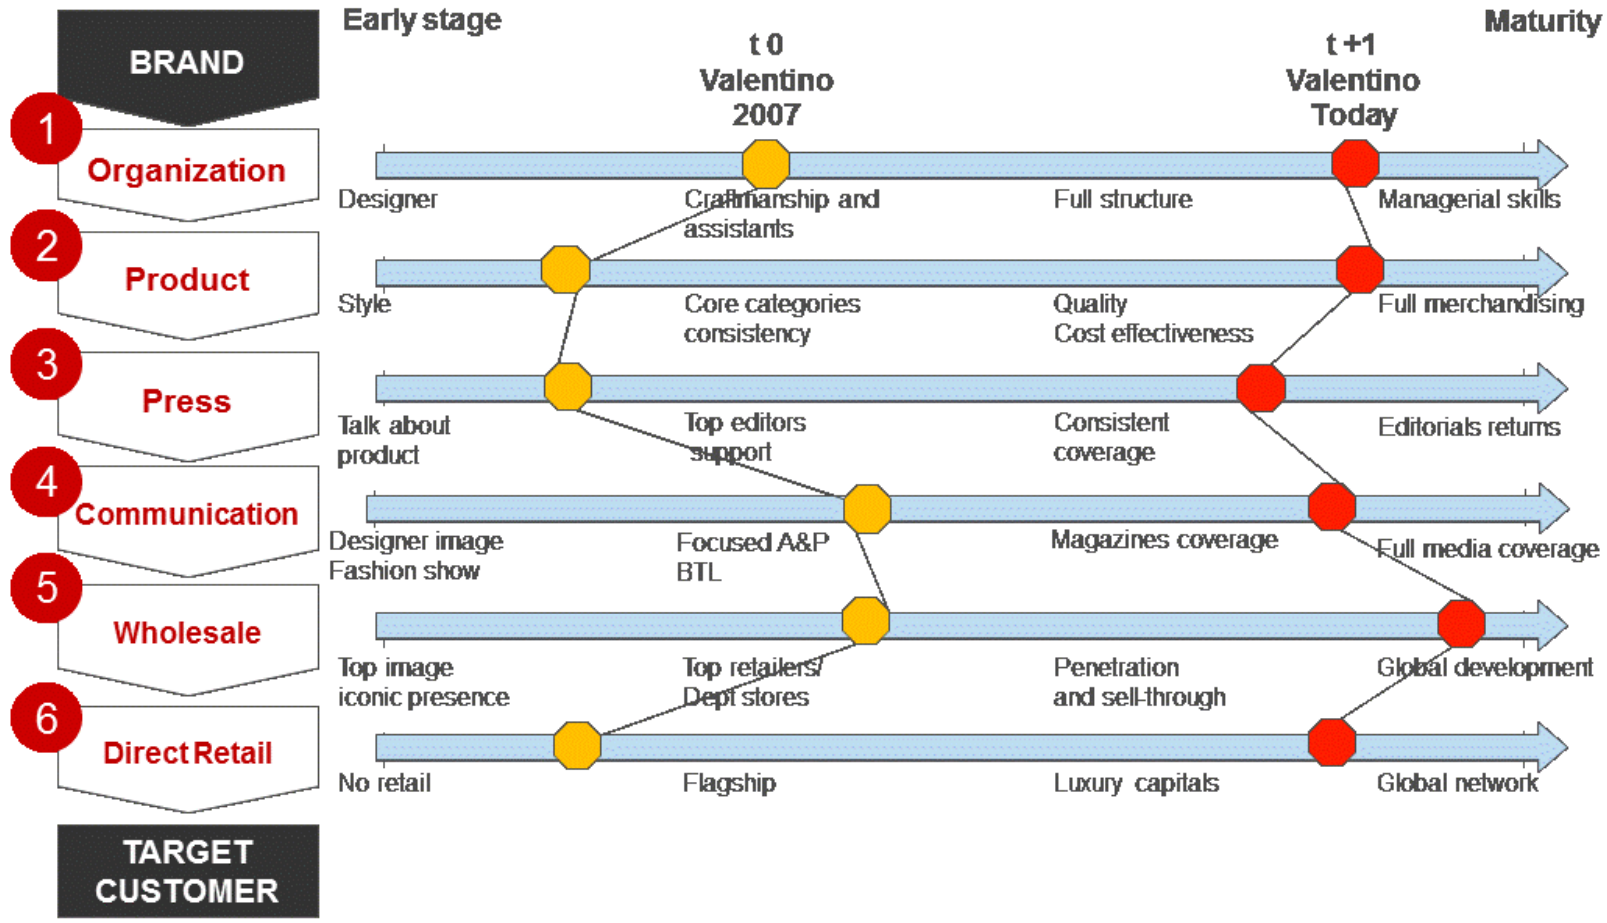 Early stage
Maturity
BRAND
t 0
Valentino
2007
t +1
Valentino
Today
1
Organization
Designer
Craftmanship and
assistants
Full structure
Managerial skills
2
Product
Style
Core categories
consistency
Quality
Cost effectiveness
Full merchandising
3
Press
Talk about
product
Top editors
support
Consistent
coverage
Editorials returns
4
Communication
Designer image
Fashion show
Focused A&P
BTL
Magazines coverage
Full media coverage
5
Wholesale
Top image
iconic presence
Top retailers/
Dept stores
Penetration
and sell-through
Global development
6
Direct Retail
No retail
Flagship
Luxury capitals
Global network
TARGET
CUSTOMER